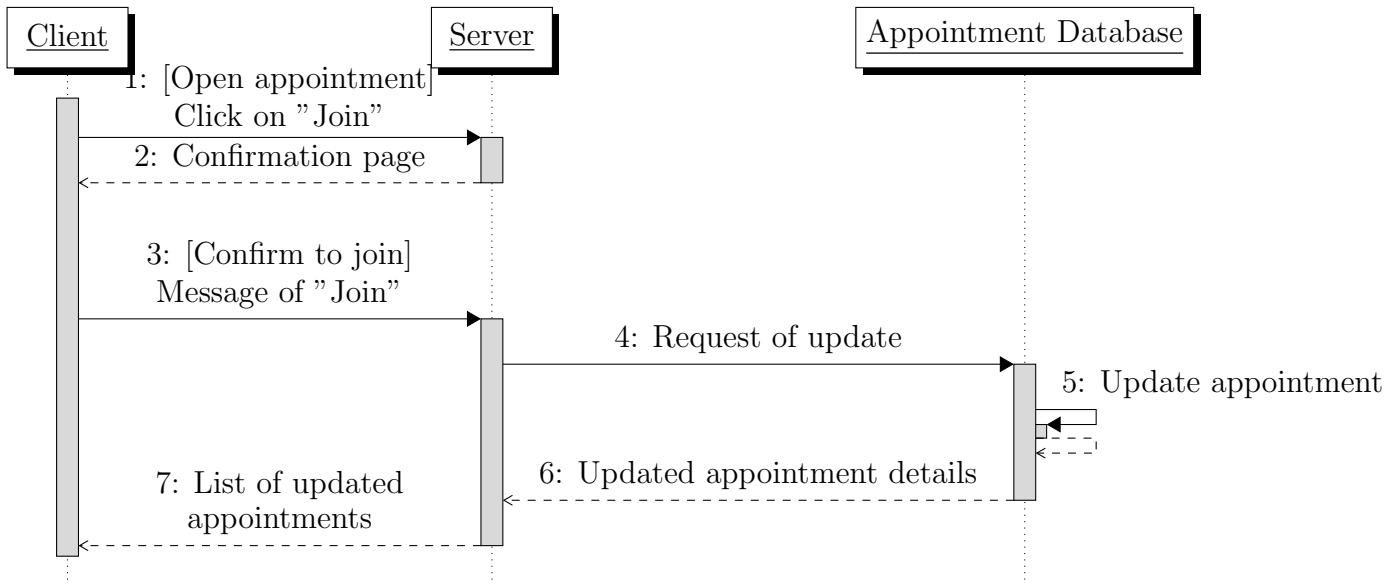 Client
Server
Appointment Database
1: [Open appointment]
Click on ”Join”
2: Confirmation page
3: [Confirm to join]
Message of ”Join”
4: Request of update
5: Update appointment
6: Updated appointment details
7: List of updated
appointments